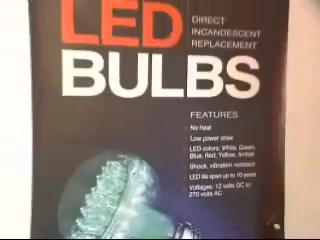 LED
DIRECT
INCANDESCENT
REPLACEMENT
BULBS
FEATURES
No heat
Low power draw
LED colors: White, Green,
Blue, Red, Yellow, Amber
Shock, vibration resistant
LED life span up to 10 years
Voltages: 12 volts DC to
270 volts AC